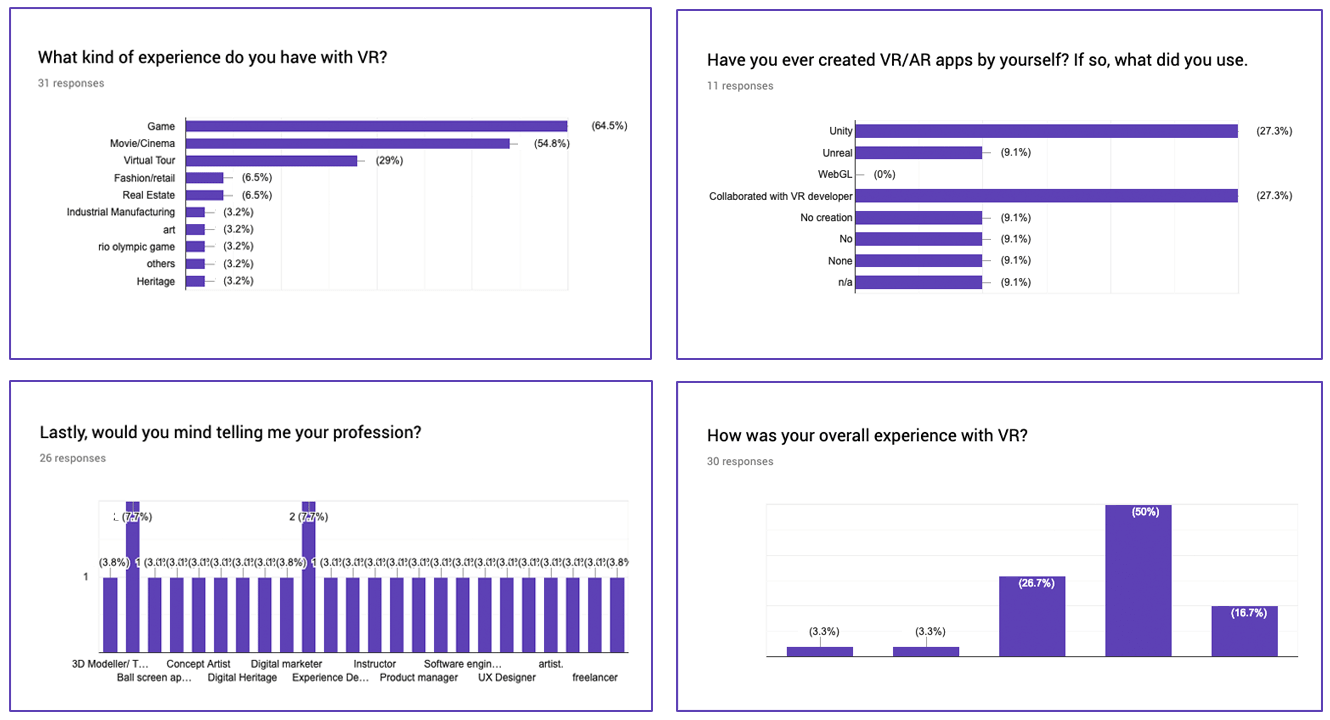 What kind of experience do you have with VR?
31 responses
Game (64.5%)
Movie/Cinema (54.8%)
Virtual Tour (29%)
Fashion/retail (6.5%)
Real Estate (6.5%)
Industrial Manufacturing (3.2%)
art (3.2%)
rio olympic game (3.2%)
others (3.2%)
Heritage (3.2%)
Have you ever created VR/AR apps by yourself? If so, what did you use.
11 responses
Unity (27.3%)
Unreal (9.1%)
WebGL (0%)
Collaborated with VR developer (27.3%)
No creation (9.1%)
No (9.1%)
None (9.1%)
n/a (9.1%)
Lastly, would you mind telling me your profession?
26 responses
(7.7%) 2 (7.7%)
(3.8%) (3.8%)
1
3D Modeller/ T… Concept Artist Digital marketer Instructor Software engin… artist.
Ball screen ap… Digital Heritage Experience De… Product manager UX Designer freelancer
How was your overall experience with VR?
30 responses
(3.3%) (3.3%) (26.7%) (50%) (16.7%)